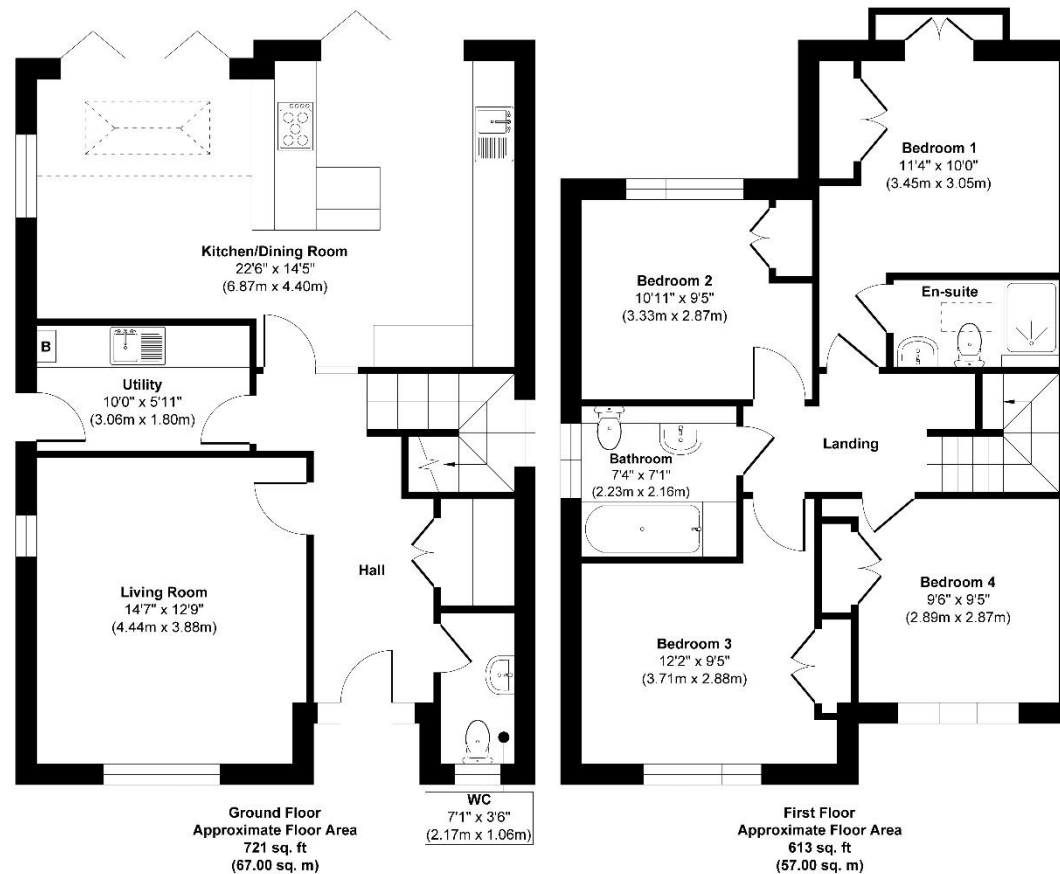 Kitchen/Dining Room
22'6" x 14'5"
(6.87m x 4.40m)
B
Utility
10'0" x 5'11"
(3.06m x 1.80m)
Living Room
14'7" x 12'9"
(4.44m x 3.88m)
Hall
WC
7'1" x 3'6"
(2.17m x 1.06m)
Ground Floor
Approximate Floor Area
721 sq. ft
(67.00 sq. m)
Bedroom 1
11'4" x 10'0"
(3.45m x 3.05m)
Bedroom 2
10'11" x 9'5"
(3.33m x 2.87m)
En-suite
Landing
Bathroom
7'4" x 7'1"
(2.23m x 2.16m)
Bedroom 4
9'6" x 9'5"
(2.89m x 2.87m)
Bedroom 3
12'2" x 9'5"
(3.71m x 2.88m)
First Floor
Approximate Floor Area
613 sq. ft
(57.00 sq. m)